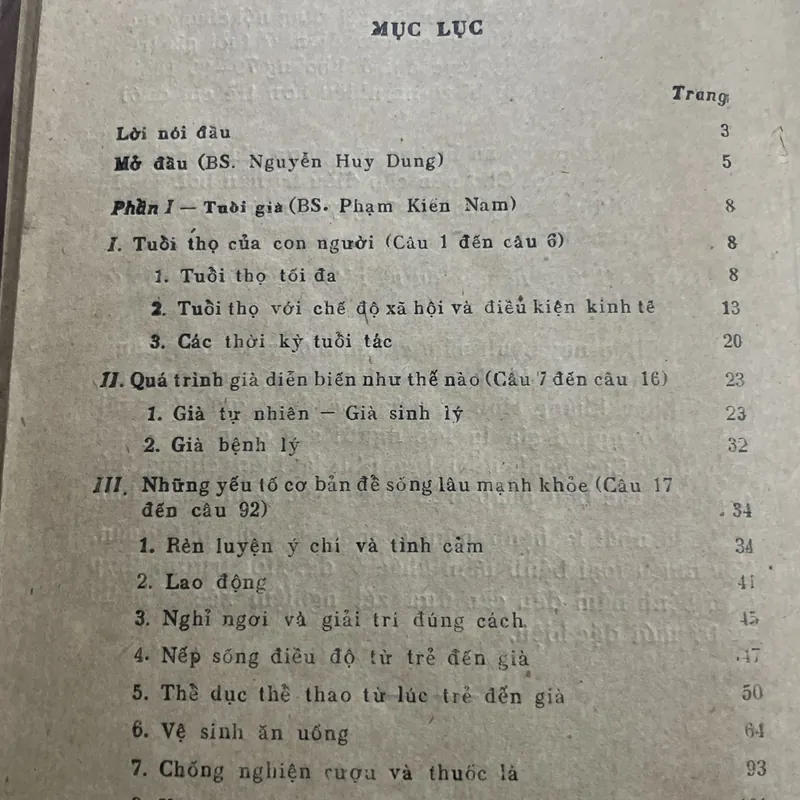 MỤC LỤC
Trang
Lời nói đầu 3
Mở đầu (BS. Nguyễn Huy Dung) 5
Phần I — Tuổi già (BS. Phạm Kiến Nam) 8
I. Tuổi thọ của con người (Câu 1 đến câu 6) 8
1. Tuổi thọ tối đa 8
2. Tuổi thọ với chế độ xã hội và điều kiện kinh tế 13
3. Các thời kỳ tuổi tác 20
II. Quá trình già diễn biến như thế nào (Câu 7 đến câu 16) 23
1. Già tự nhiên — Già sinh lý 23
2. Già bệnh lý 32
III. Những yếu tố cơ bản để sống lâu mạnh khỏe (Câu 17
đến câu 92) 34
1. Rèn luyện ý chí và tình cảm 34
2. Lao động 41
3. Nghỉ ngơi và giải trí đúng cách 45
4. Nếp sống điều độ từ trẻ đến già 47
5. Thể dục thể thao từ lúc trẻ đến già 50
6. Vệ sinh ăn uống 64
7. Chống nghiện rượu và thuốc lá 93